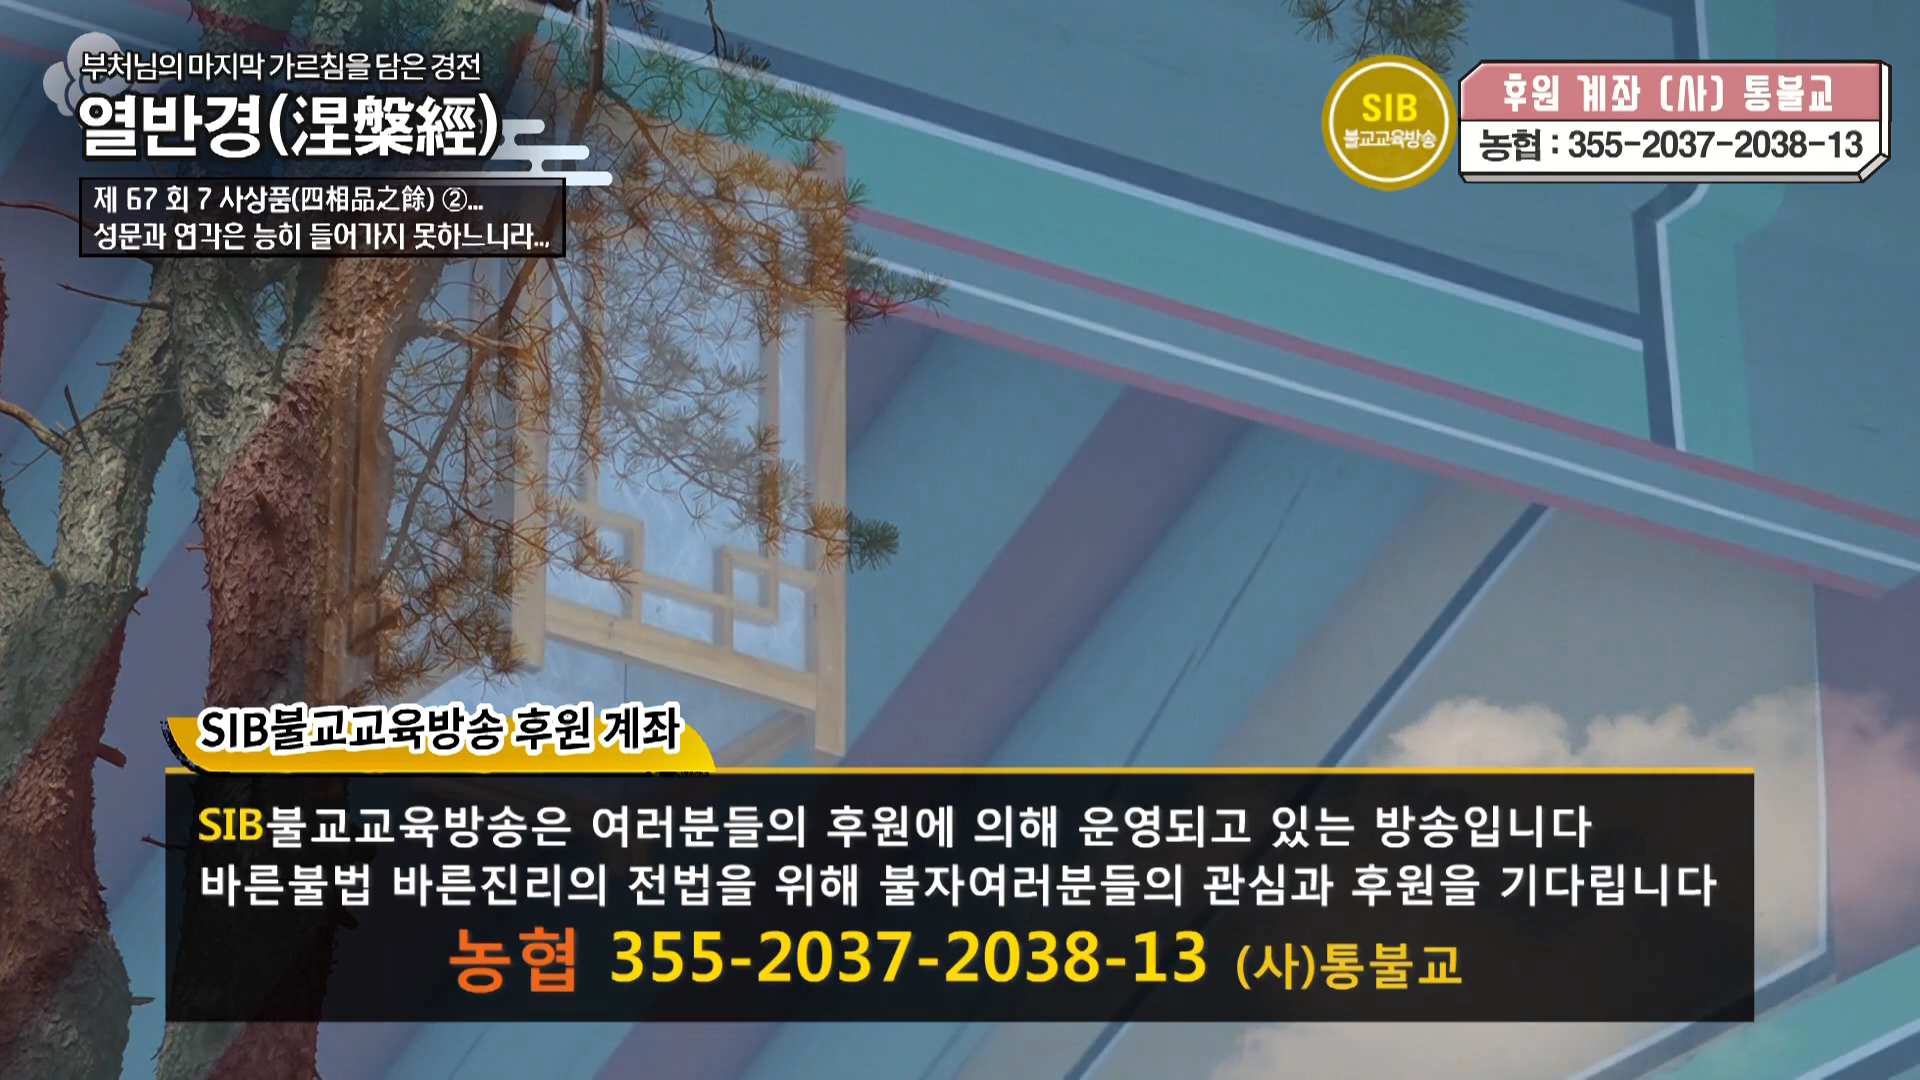 부처님의 마지막 가르침을 담은 경전
열반경(涅槃經)
제 67 회 7 사상품(四相品之餘) ②...
성문과 연각은 능히 들어가지 못하느니라...
SIB
불교교육방송
후원 계좌 (사) 통불교
농협 : 355-2037-2038-13
SIB불교교육방송 후원 계좌
SIB불교교육방송은 여러분들의 후원에 의해 운영되고 있는 방송입니다
바른불법 바른진리의 전법을 위해 불자여러분들의 관심과 후원을 기다립니다
농협 355-2037-2038-13 (사)통불교